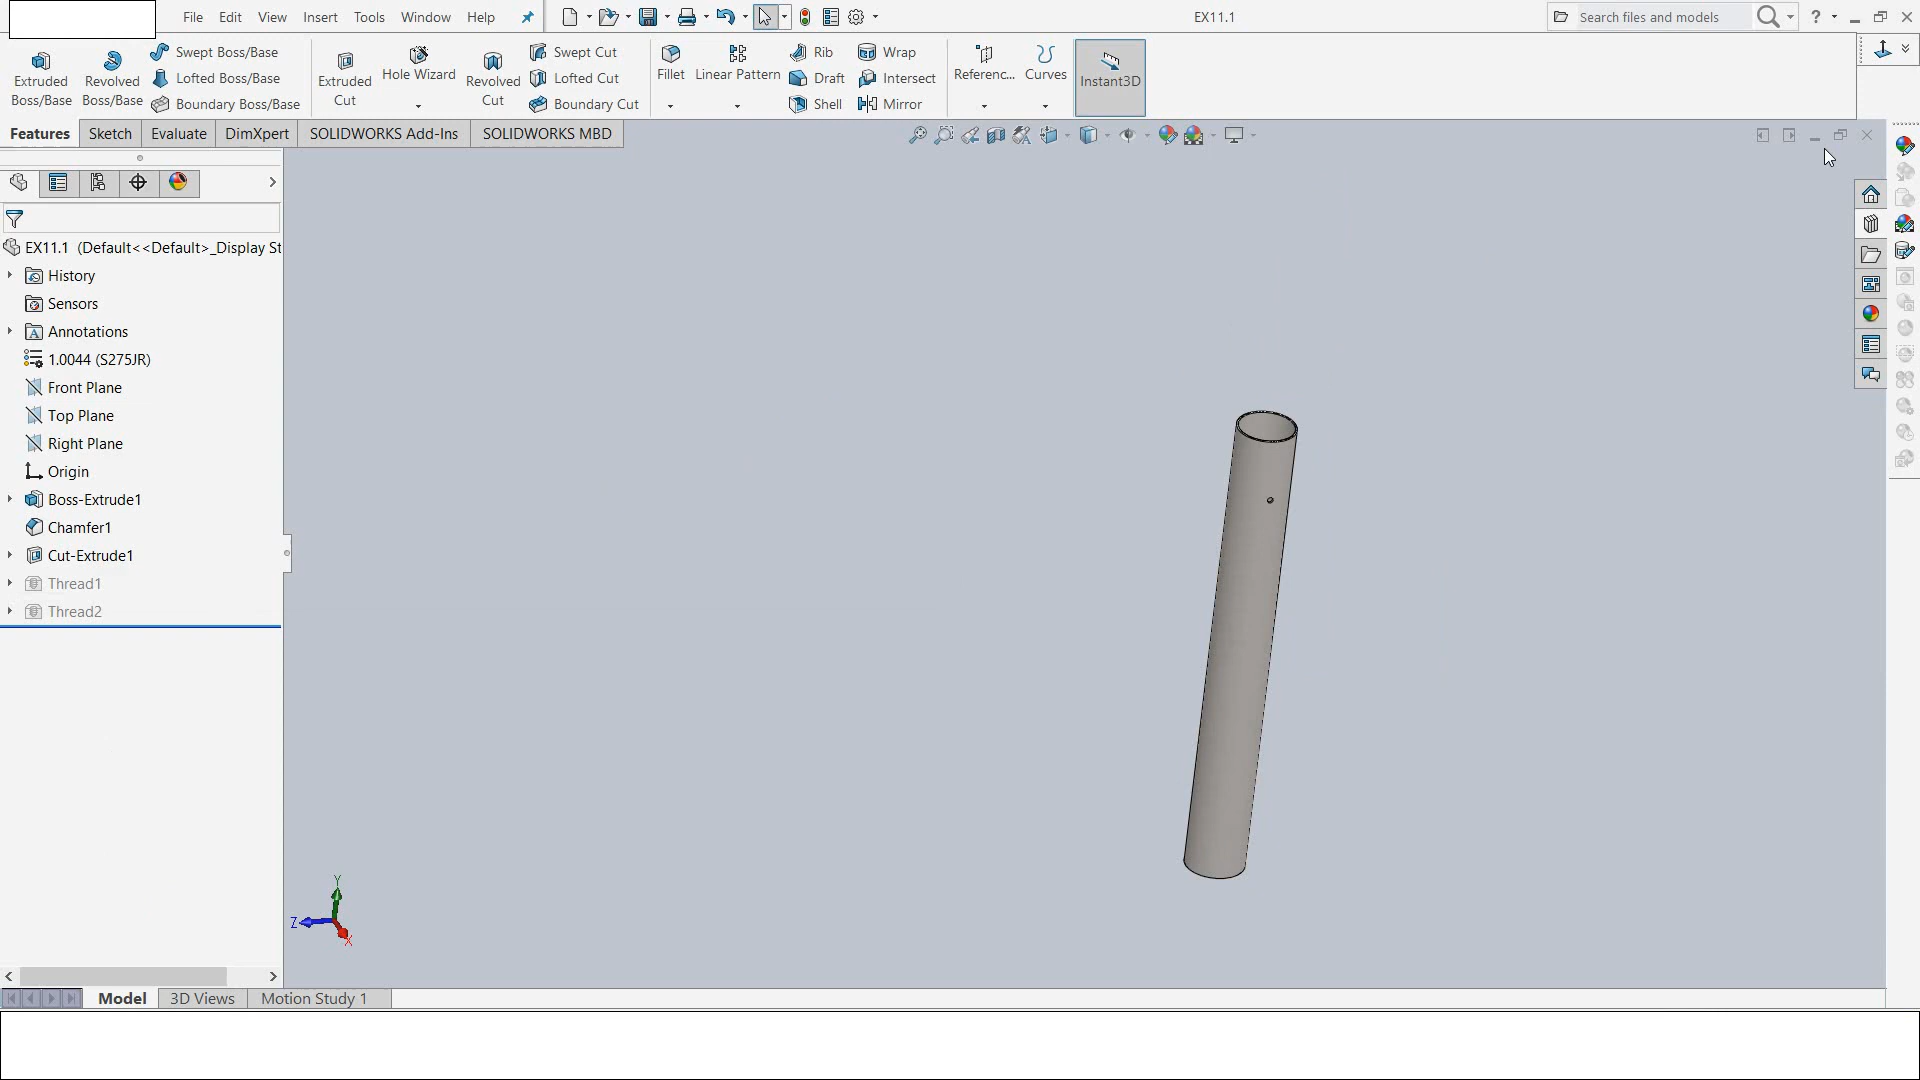 File Edit View Insert Tools Window Help
EX11.1
Search files and models
?
Extruded Boss/Base
Revolved Boss/Base
Swept Boss/Base
Lofted Boss/Base
Boundary Boss/Base
Extruded Cut
Hole Wizard
Revolved Cut
Swept Cut
Lofted Cut
Boundary Cut
Fillet
Linear Pattern
Rib
Draft
Shell
Wrap
Intersect
Mirror
Referenc...
Curves
Instant3D
Features Sketch Evaluate DimXpert SOLIDWORKS Add-Ins SOLIDWORKS MBD
EX11.1 (Default<<Default>_Display St
History
Sensors
A Annotations
1.0044 (S275JR)
Front Plane
Top Plane
Right Plane
Origin
Boss-Extrude1
Chamfer1
Cut-Extrude1
Thread1
Thread2
Y
Z
X
Model 3D Views Motion Study 1